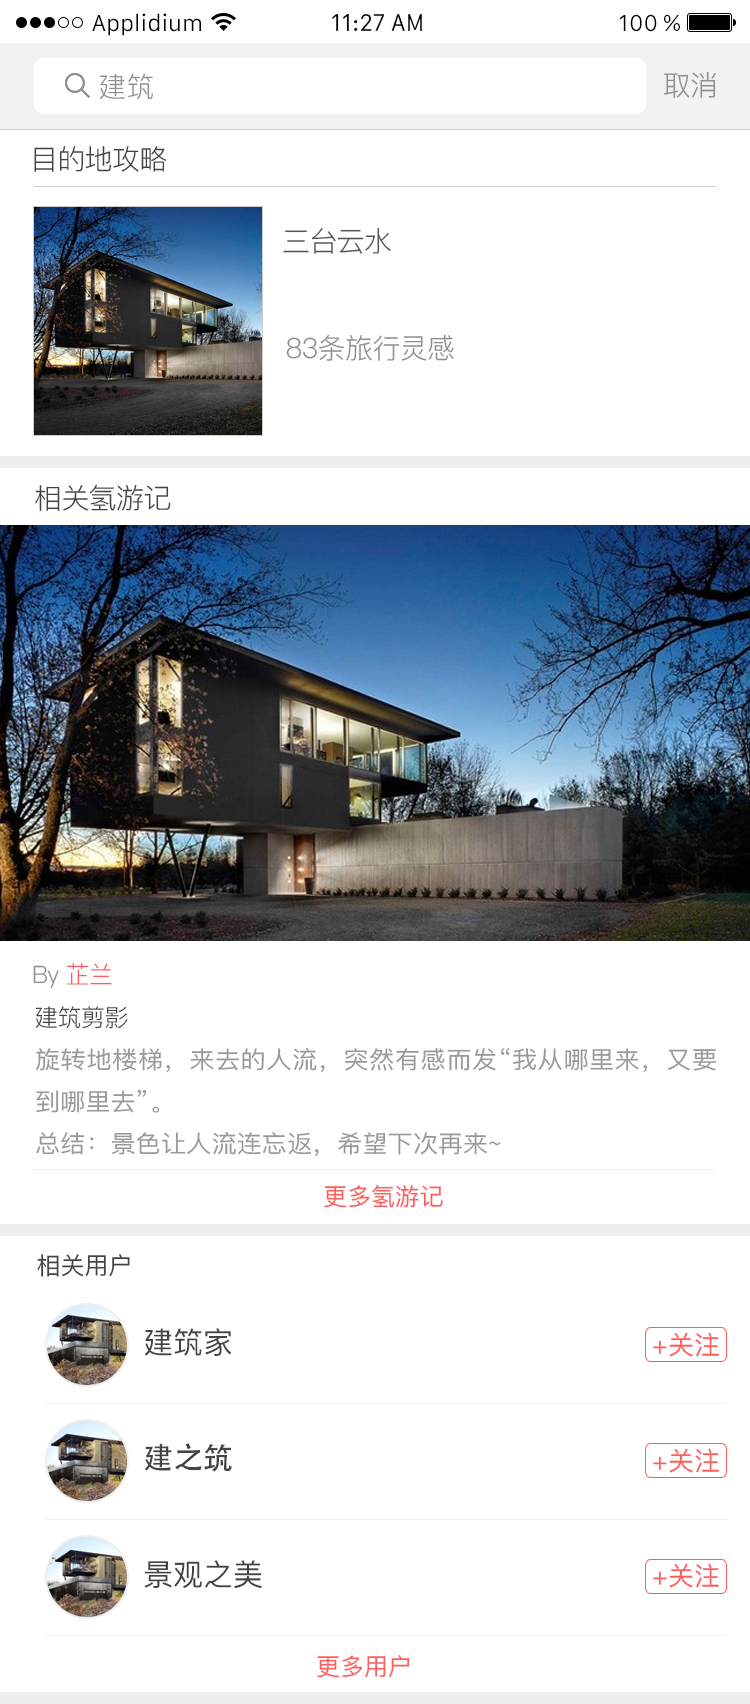 Applidium 11:27 AM 100 %
建筑 取消
目的地攻略
三台云水
83条旅行灵感
相关氢游记
By 芷兰
建筑剪影
旋转地楼梯，来去的人流，突然有感而发“我从哪里来，又要
到哪里去”。
总结：景色让人流连忘返，希望下次再来~
更多氢游记
相关用户
建筑家 +关注
建之筑 +关注
景观之美 +关注
更多用户